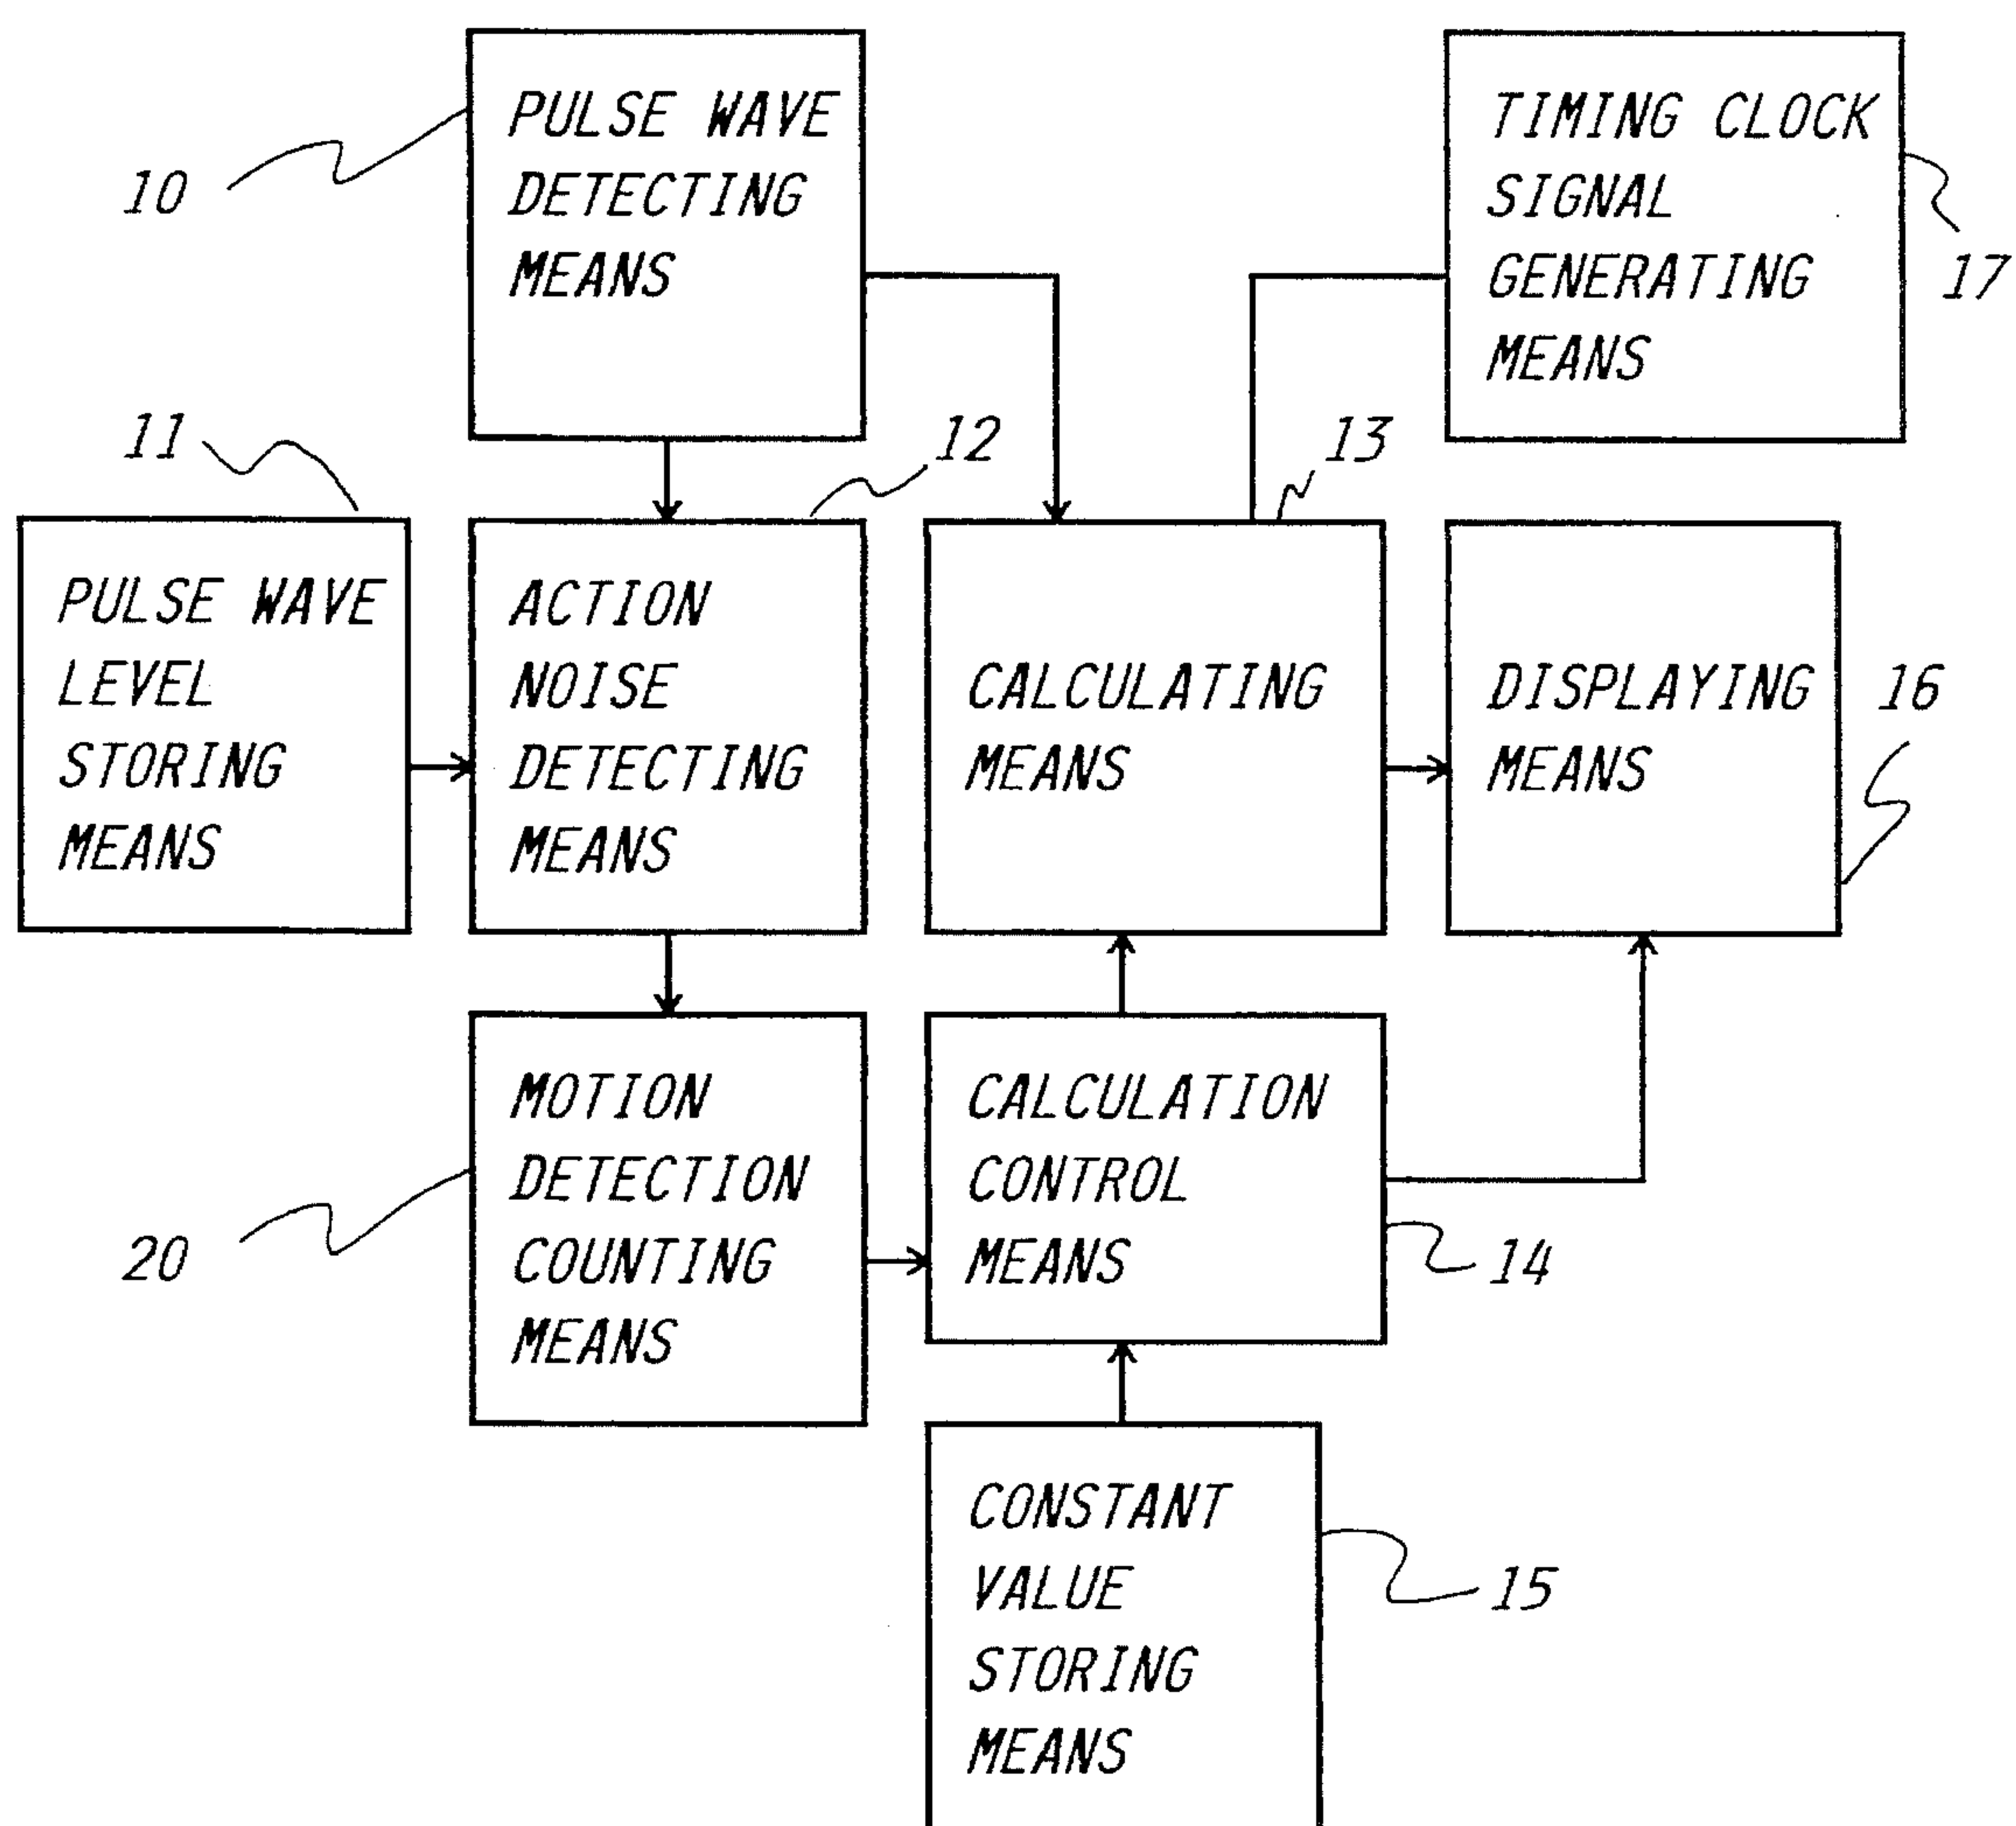 PULSE WAVE
DETECTING
MEANS
10
TIMING CLOCK
SIGNAL
GENERATING
MEANS
17
11
12
13
PULSE WAVE
LEVEL
STORING
MEANS
ACTION
NOISE
DETECTING
MEANS
CALCULATING
MEANS
DISPLAYING
MEANS
16
MOTION
DETECTION
COUNTING
MEANS
20
CALCULATION
CONTROL
MEANS
14
CONSTANT
VALUE
STORING
MEANS
15